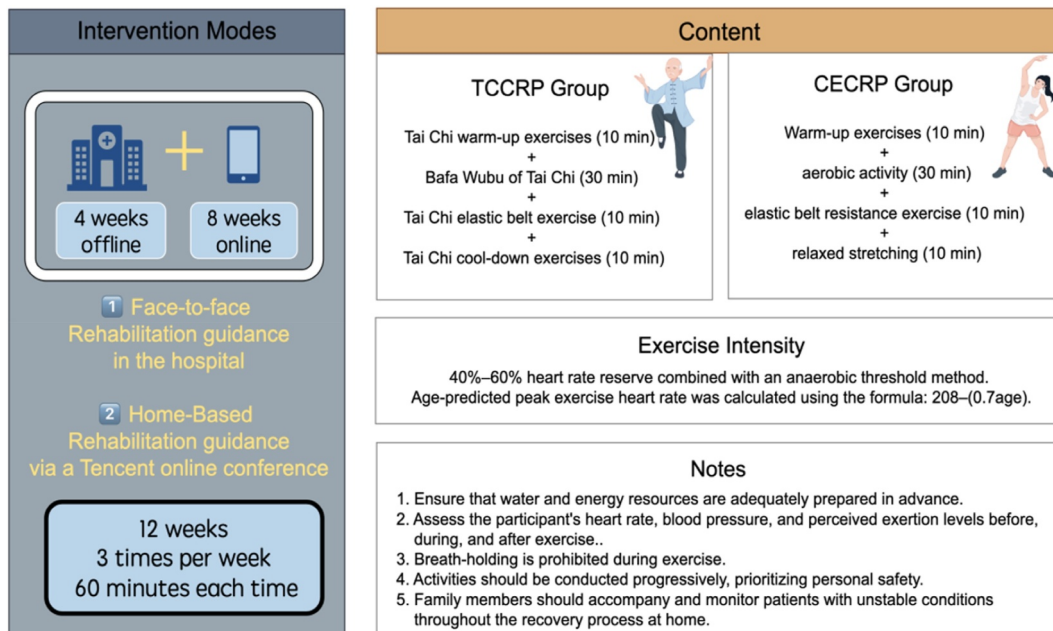 Intervention Modes
4 weeks
offline
8 weeks
online
1 Face-to-face
Rehabilitation guidance
in the hospital
2 Home-Based
Rehabilitation guidance
via a Tencent online conference
12 weeks
3 times per week
60 minutes each time
Content
TCCRP Group
Tai Chi warm-up exercises (10 min)
+
Bafa Wubu of Tai Chi (30 min)
+
Tai Chi elastic belt exercise (10 min)
+
Tai Chi cool-down exercises (10 min)
CECRP Group
Warm-up exercises (10 min)
+
aerobic activity (30 min)
+
elastic belt resistance exercise (10 min)
+
relaxed stretching (10 min)
Exercise Intensity
40%–60% heart rate reserve combined with an anaerobic threshold method.
Age-predicted peak exercise heart rate was calculated using the formula: 208–(0.7age).
Notes
1. Ensure that water and energy resources are adequately prepared in advance.
2. Assess the participant's heart rate, blood pressure, and perceived exertion levels before,
during, and after exercise..
3. Breath-holding is prohibited during exercise.
4. Activities should be conducted progressively, prioritizing personal safety.
5. Family members should accompany and monitor patients with unstable conditions
throughout the recovery process at home.